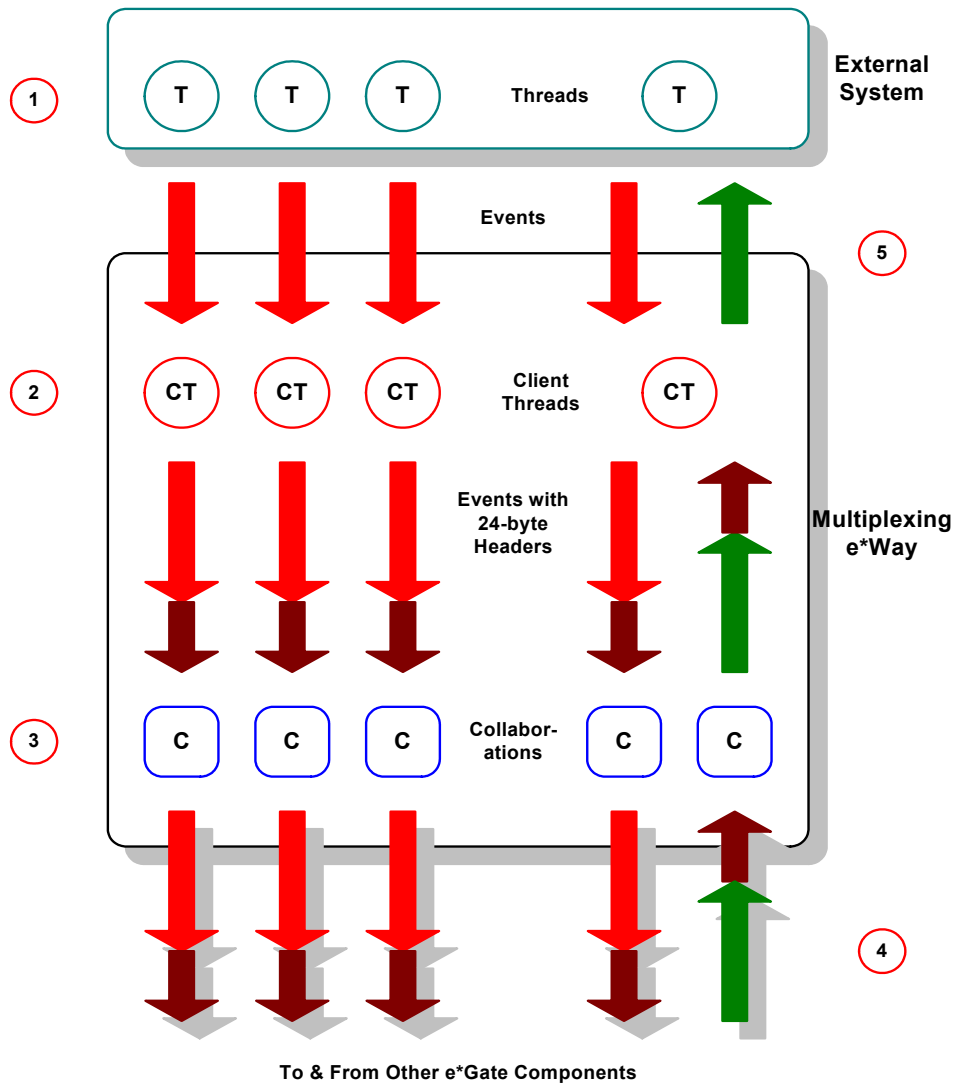 External
System
1
T
T
T
Threads
T
Events
5
2
CT
CT
CT
Client
Threads
CT
Events with
24-byte
Headers
Multiplexing
e*Way
3
C
C
C
Collabor-
ations
C
C
4
To & From Other e*Gate Components